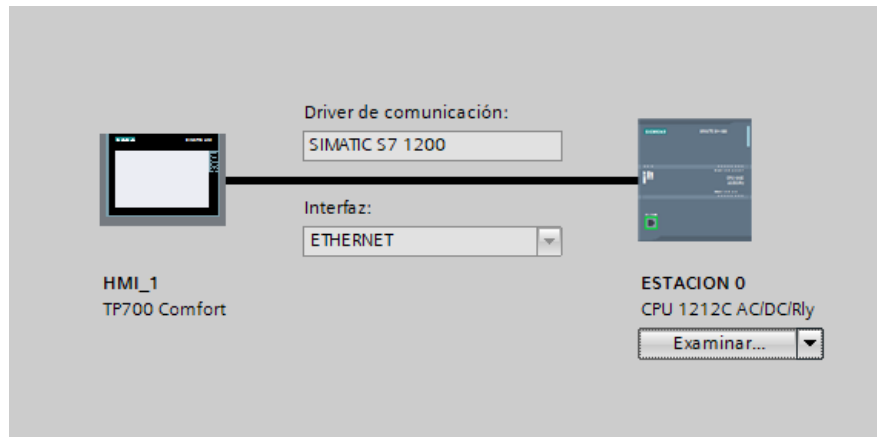 Driver de comunicación:
SIMATIC S7 1200
Interfaz:
ETHERNET
HMI_1
TP700 Comfort
ESTACION 0
CPU 1212C AC/DC/Rly
Examinar...